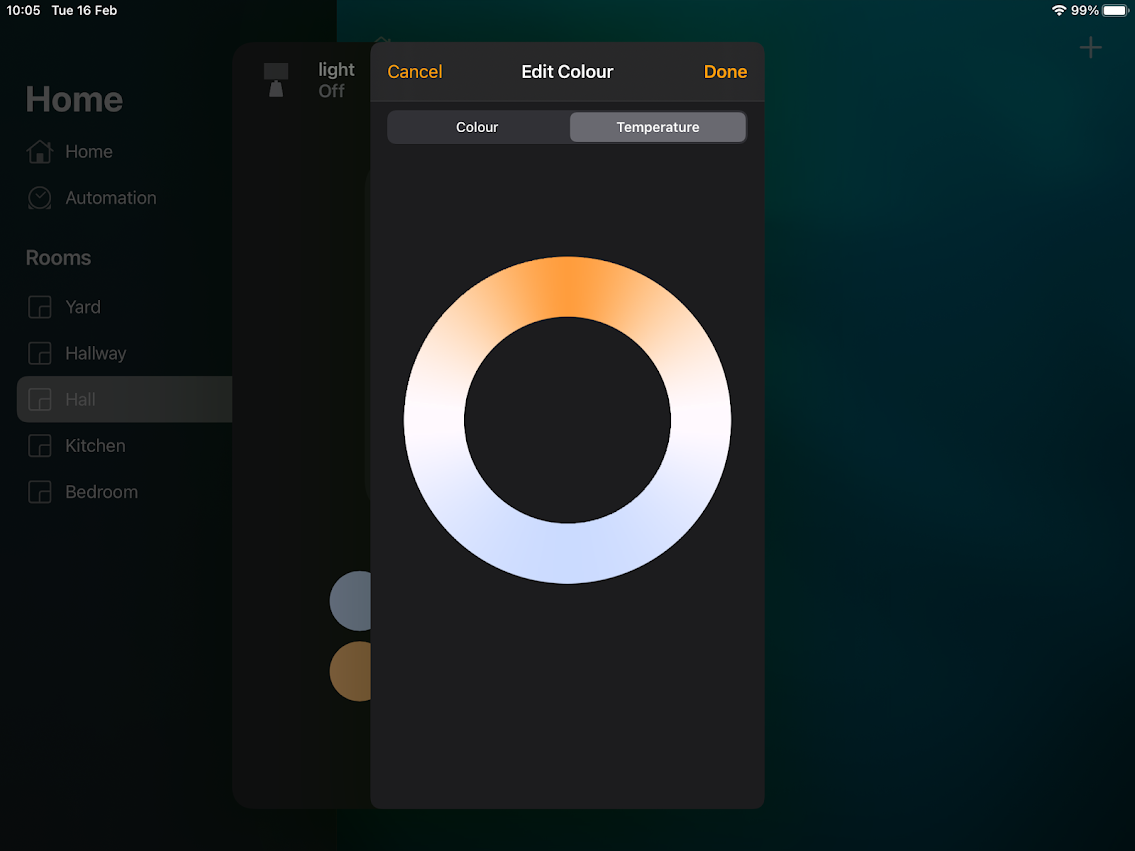 10:05 Tue 16 Feb
99%
Home
Home
Automation
Rooms
Yard
Hallway
Hall
Kitchen
Bedroom
light
Off
Cancel Edit Colour Done
Colour Temperature